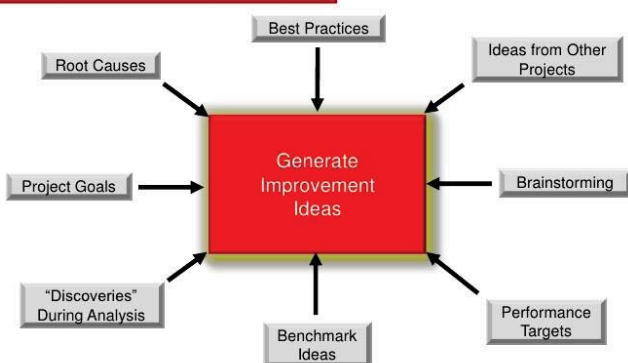 Best Practices
Ideas from Other
Projects
Root Causes
Generate
Improvement
Ideas
Project Goals
Brainstorming
“Discoveries”
During Analysis
Performance
Targets
Benchmark
Ideas